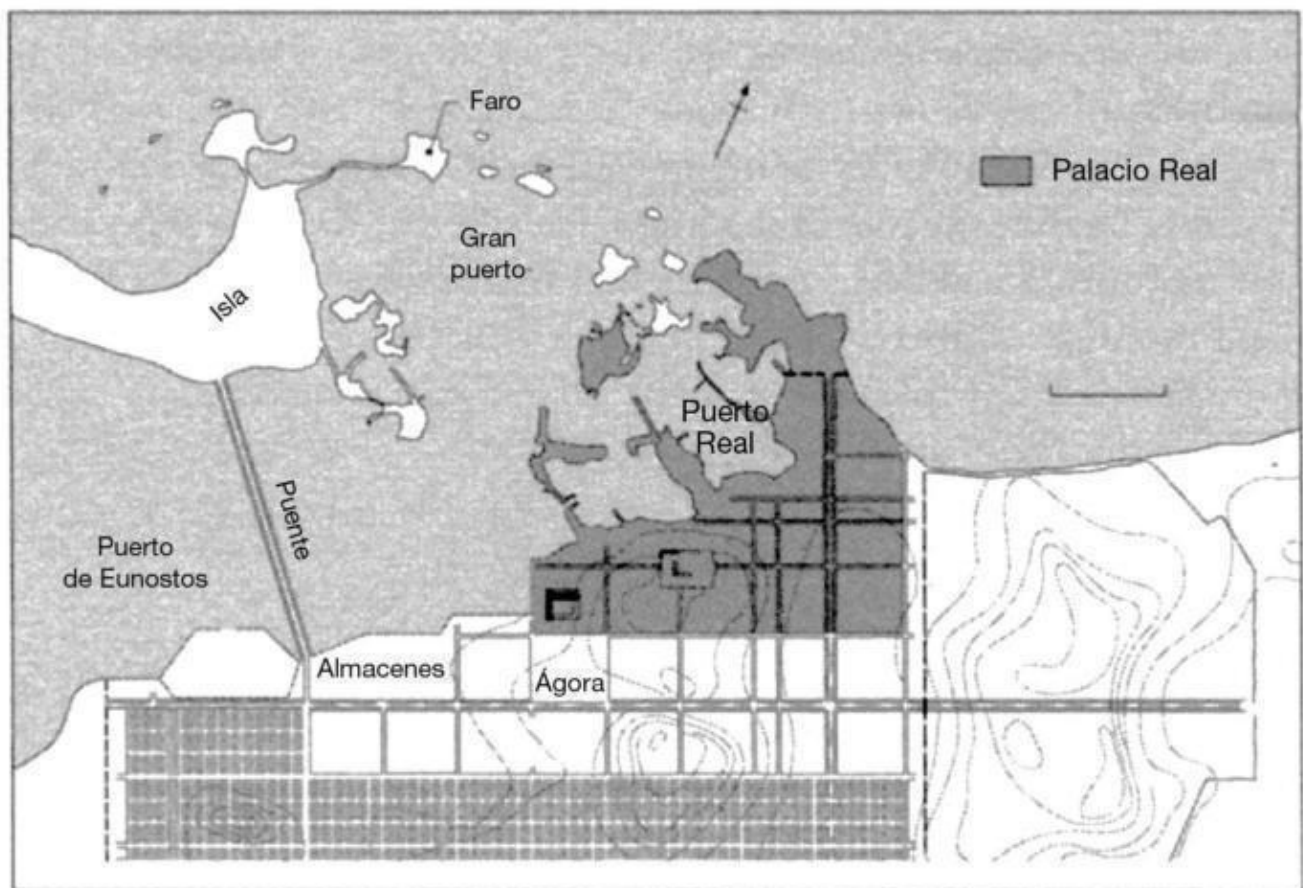 Faro
Palacio Real
Gran
puerto
Isla
Puerto
Real
Puente
Puerto
de Eunostos
Almacenes
Ágora